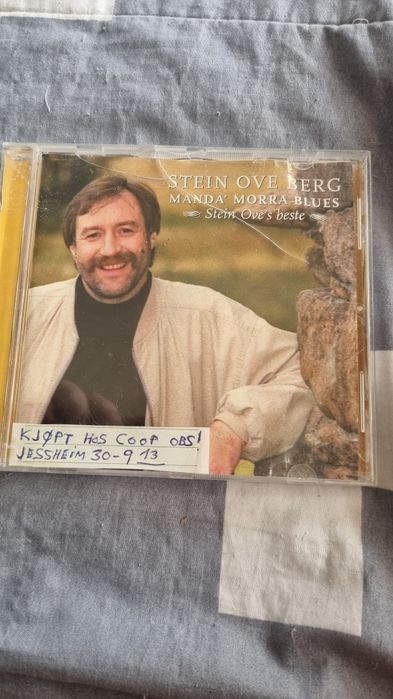 STEIN OVE BERG
MANDA' MORRA BLUES
Stein Ove's beste
KJØPT HOS COOP OBS!
JESSHEIM 30-9 13